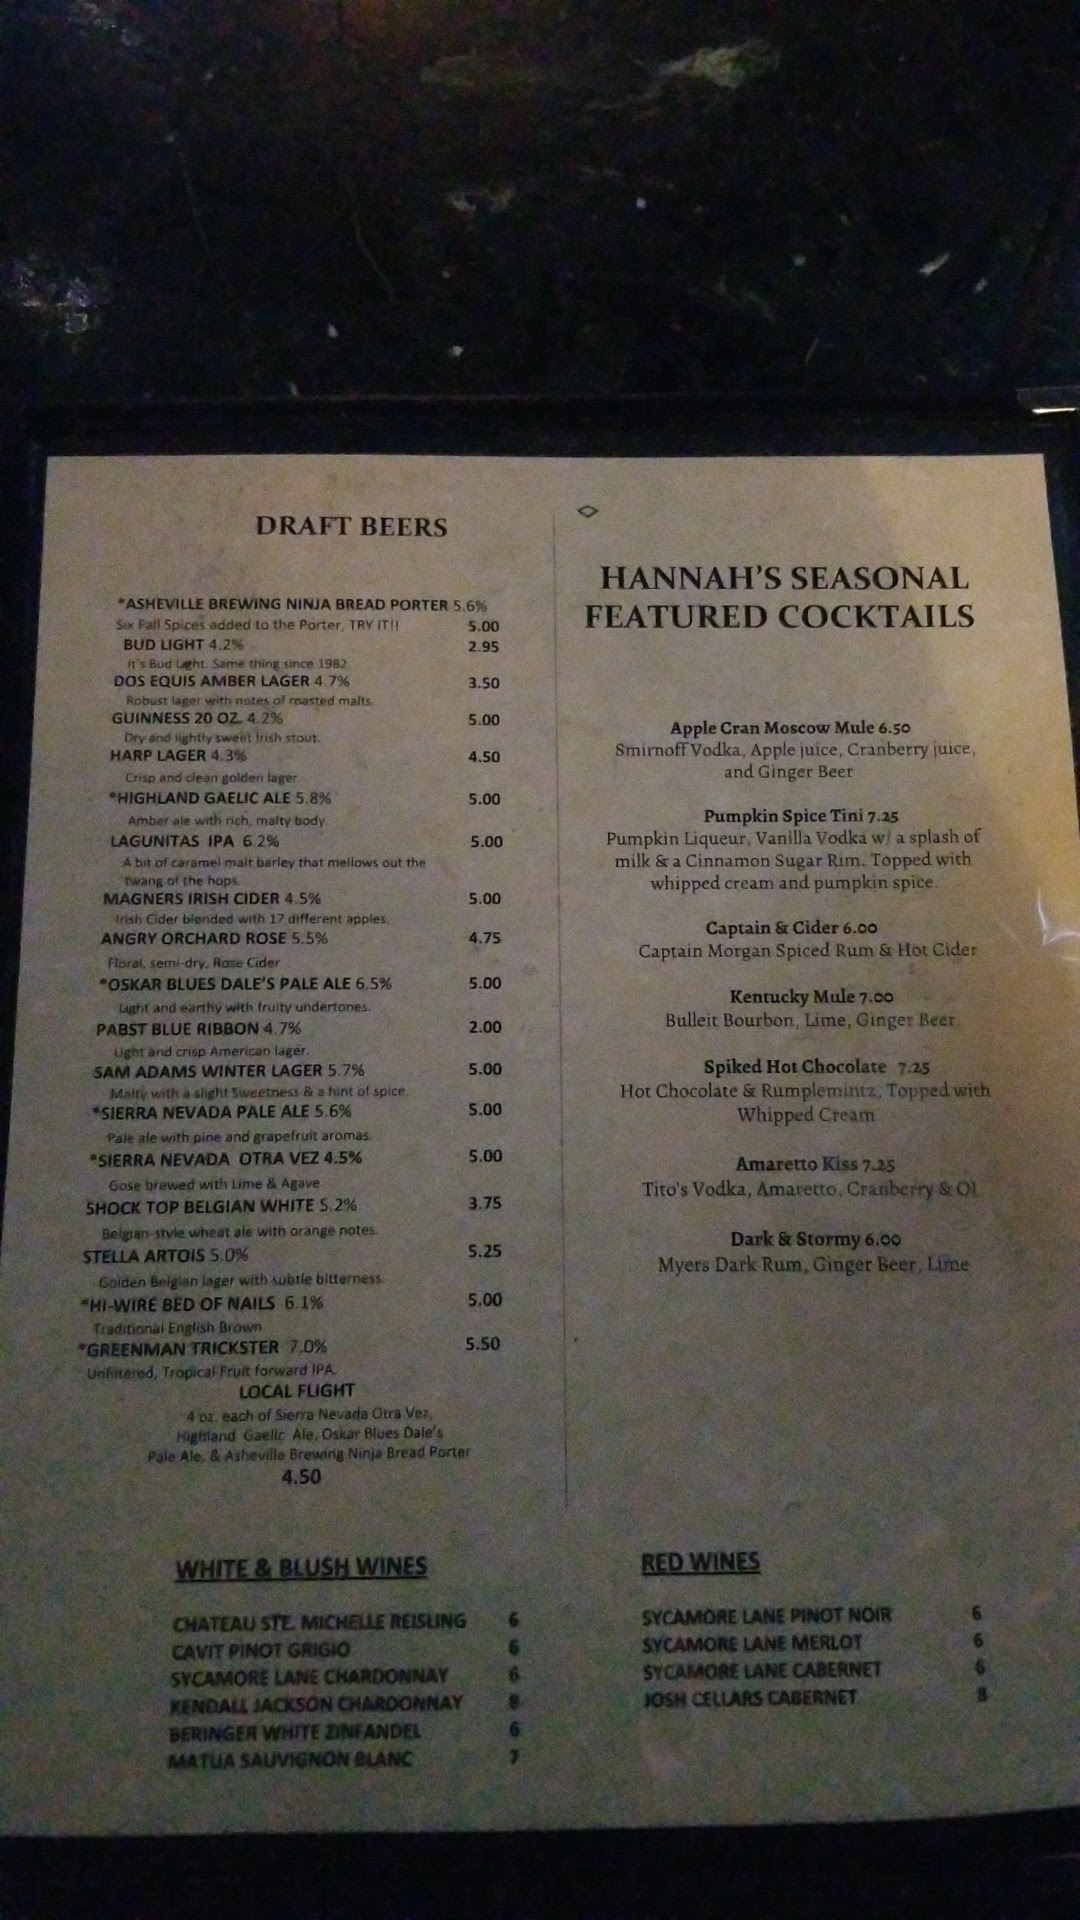 DRAFT BEERS
*ASHEVILLE BREWING NINJA BREAD PORTER 5.6%
Six Fall Spices added to the Porter, TRY IT!! 5.00
BUD LIGHT 4.2% 2.95
It's Bud Light. Same thing since 1982.
DOS EQUIS AMBER LAGER 4.7% 3.50
Robust lager with notes of roasted malts.
GUINNESS 20 OZ. 4.2% 5.00
Dry and lightly sweet Irish stout.
HARP LAGER 4.3% 4.50
Crisp and clean golden lager.
*HIGHLAND GAELIC ALE 5.8% 5.00
Amber ale with rich, malty body.
LAGUNITAS IPA 6.2% 5.00
A bit of caramel malt barley that mellows out the
twang of the hops.
MAGNERS IRISH CIDER 4.5% 5.00
Irish Cider blended with 17 different apples.
ANGRY ORCHARD ROSE 5.5% 4.75
Floral, semi-dry, Rose Cider
*OSKAR BLUES DALE'S PALE ALE 6.5% 5.00
Light and earthy with fruity undertones.
PABST BLUE RIBBON 4.7% 2.00
Light and crisp American lager.
SAM ADAMS WINTER LAGER 5.7% 5.00
Malty with a slight Sweetness & a hint of spice.
*SIERRA NEVADA PALE ALE 5.6% 5.00
Pale ale with pine and grapefruit aromas.
*SIERRA NEVADA OTRA VEZ 4.5% 5.00
Gose brewed with Lime & Agave
SHOCK TOP BELGIAN WHITE 5.2% 3.75
Belgian-style wheat ale with orange notes.
STELLA ARTOIS 5.0% 5.25
Golden Belgian lager with subtle bitterness.
*HI-WIRE BED OF NAILS 6.1% 5.00
Traditional English Brown
*GREENMAN TRICKSTER 7.0% 5.50
Unfiltered, Tropical Fruit forward IPA.
LOCAL FLIGHT
4 oz. each of Sierra Nevada Otra Vez,
Highland Gaelic Ale, Oskar Blues Dale's
Pale Ale, & Asheville Brewing Ninja Bread Porter
4.50
HANNAH'S SEASONAL
FEATURED COCKTAILS
Apple Cran Moscow Mule 6.50
Smirnoff Vodka, Apple juice, Cranberry juice,
and Ginger Beer
Pumpkin Spice Tini 7.25
Pumpkin Liqueur, Vanilla Vodka w/ a splash of
milk & a Cinnamon Sugar Rim. Topped with
whipped cream and pumpkin spice.
Captain & Cider 6.00
Captain Morgan Spiced Rum & Hot Cider
Kentucky Mule 7.00
Bulleit Bourbon, Lime, Ginger Beer
Spiked Hot Chocolate 7.25
Hot Chocolate & Rumplemintz, Topped with
Whipped Cream
Amaretto Kiss 7.25
Tito's Vodka, Amaretto, Cranberry & OJ
Dark & Stormy 6.00
Myers Dark Rum, Ginger Beer, Lime
WHITE & BLUSH WINES
CHATEAU STE. MICHELLE REISLING 6
CAVIT PINOT GRIGIO 6
SYCAMORE LANE CHARDONNAY 6
KENDALL JACKSON CHARDONNAY 8
BERINGER WHITE ZINFANDEL 6
MATUA SAUVIGNON BLANC 7
RED WINES
SYCAMORE LANE PINOT NOIR 6
SYCAMORE LANE MERLOT 6
SYCAMORE LANE CABERNET 6
JOSH CELLARS CABERNET 8